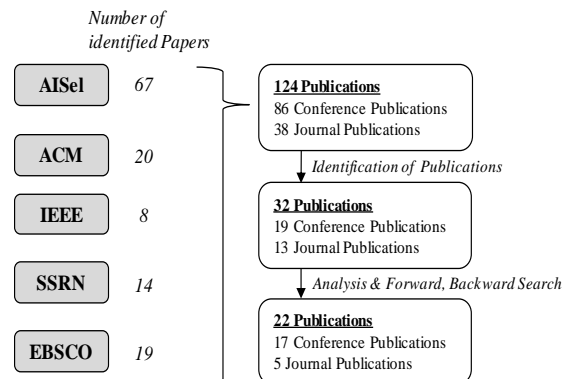 Number of
identified Papers
AISel 67
ACM 20
IEEE 8
SSRN 14
EBSCO 19
124 Publications
86 Conference Publications
38 Journal Publications
Identification of Publications
32 Publications
19 Conference Publications
13 Journal Publications
Analysis & Forward, Backward Search
22 Publications
17 Conference Publications
5 Journal Publications